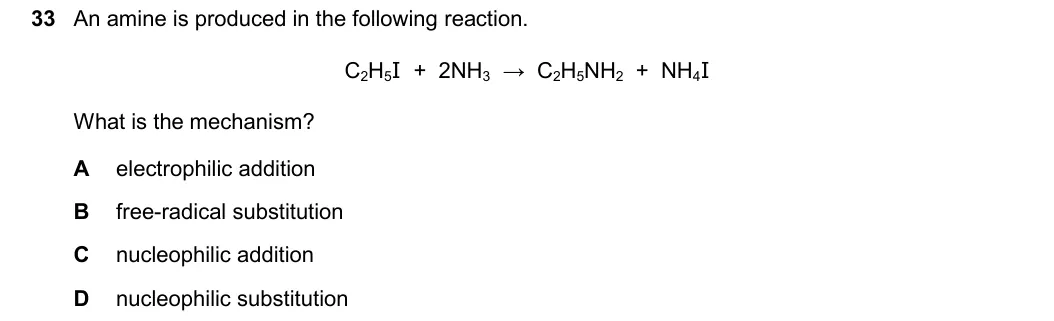 33 An amine is produced in the following reaction.
C₂H₅I + 2NH₃ → C₂H₅NH₂ + NH₄I
What is the mechanism?
A electrophilic addition
B free-radical substitution
C nucleophilic addition
D nucleophilic substitution